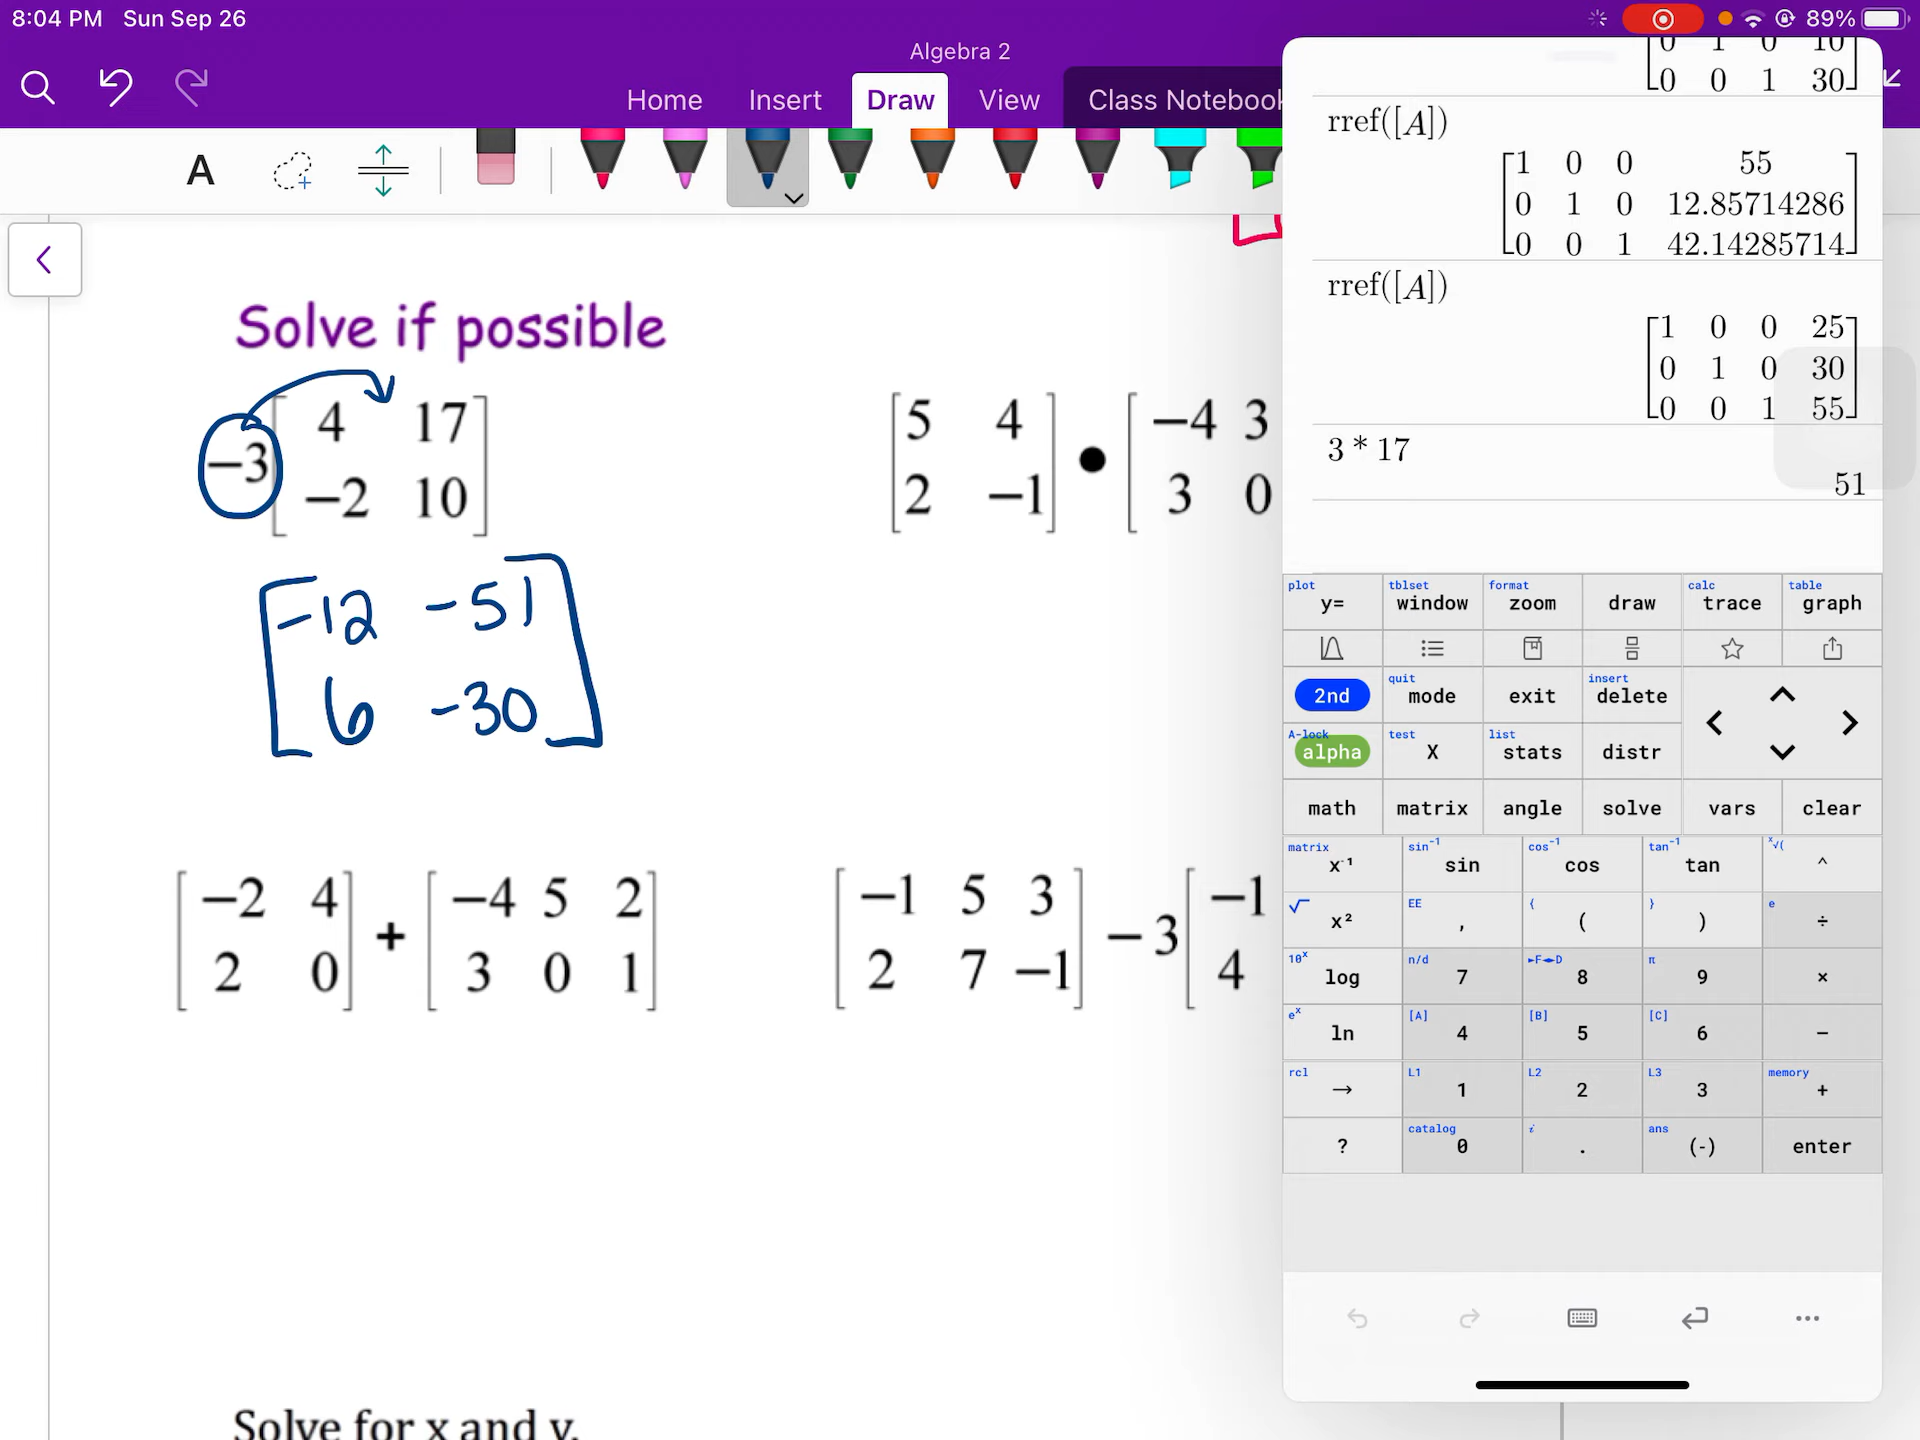 8:04 PM Sun Sep 26
89%
Algebra 2
Home Insert Draw View Class Notebook
A
Solve if possible
−3 [ 4 17
−2 10 ]
[ −12 −51
6 −30 ]
[ 5 4
2 −1 ] • [ −4 3
3 0
[ −2 4
2 0 ] + [ −4 5 2
3 0 1 ]
[ −1 5 3
2 7 −1 ] − 3 [ −1
4
Solve for x and y.
0 1 0 10
0 0 1 30
rref([A])
1 0 0 55
0 1 0 12.85714286
0 0 1 42.14285714
rref([A])
1 0 0 25
0 1 0 30
0 0 1 55
3 * 17
51
plot tblset format calc table
y= window zoom draw trace graph
quit insert
2nd mode exit delete
A-lock test list
alpha X stats distr
math matrix angle solve vars clear
matrix sin⁻¹ cos⁻¹ tan⁻¹ ˣ√(
x⁻¹ sin cos tan ^
√ EE { } e
x² , ( ) ÷
10ˣ n/d ►F◄►D π
log 7 8 9 ×
eˣ [A] [B] [C]
ln 4 5 6 −
rcl L1 L2 L3 memory
→ 1 2 3 +
catalog i ans
? 0 . (-) enter